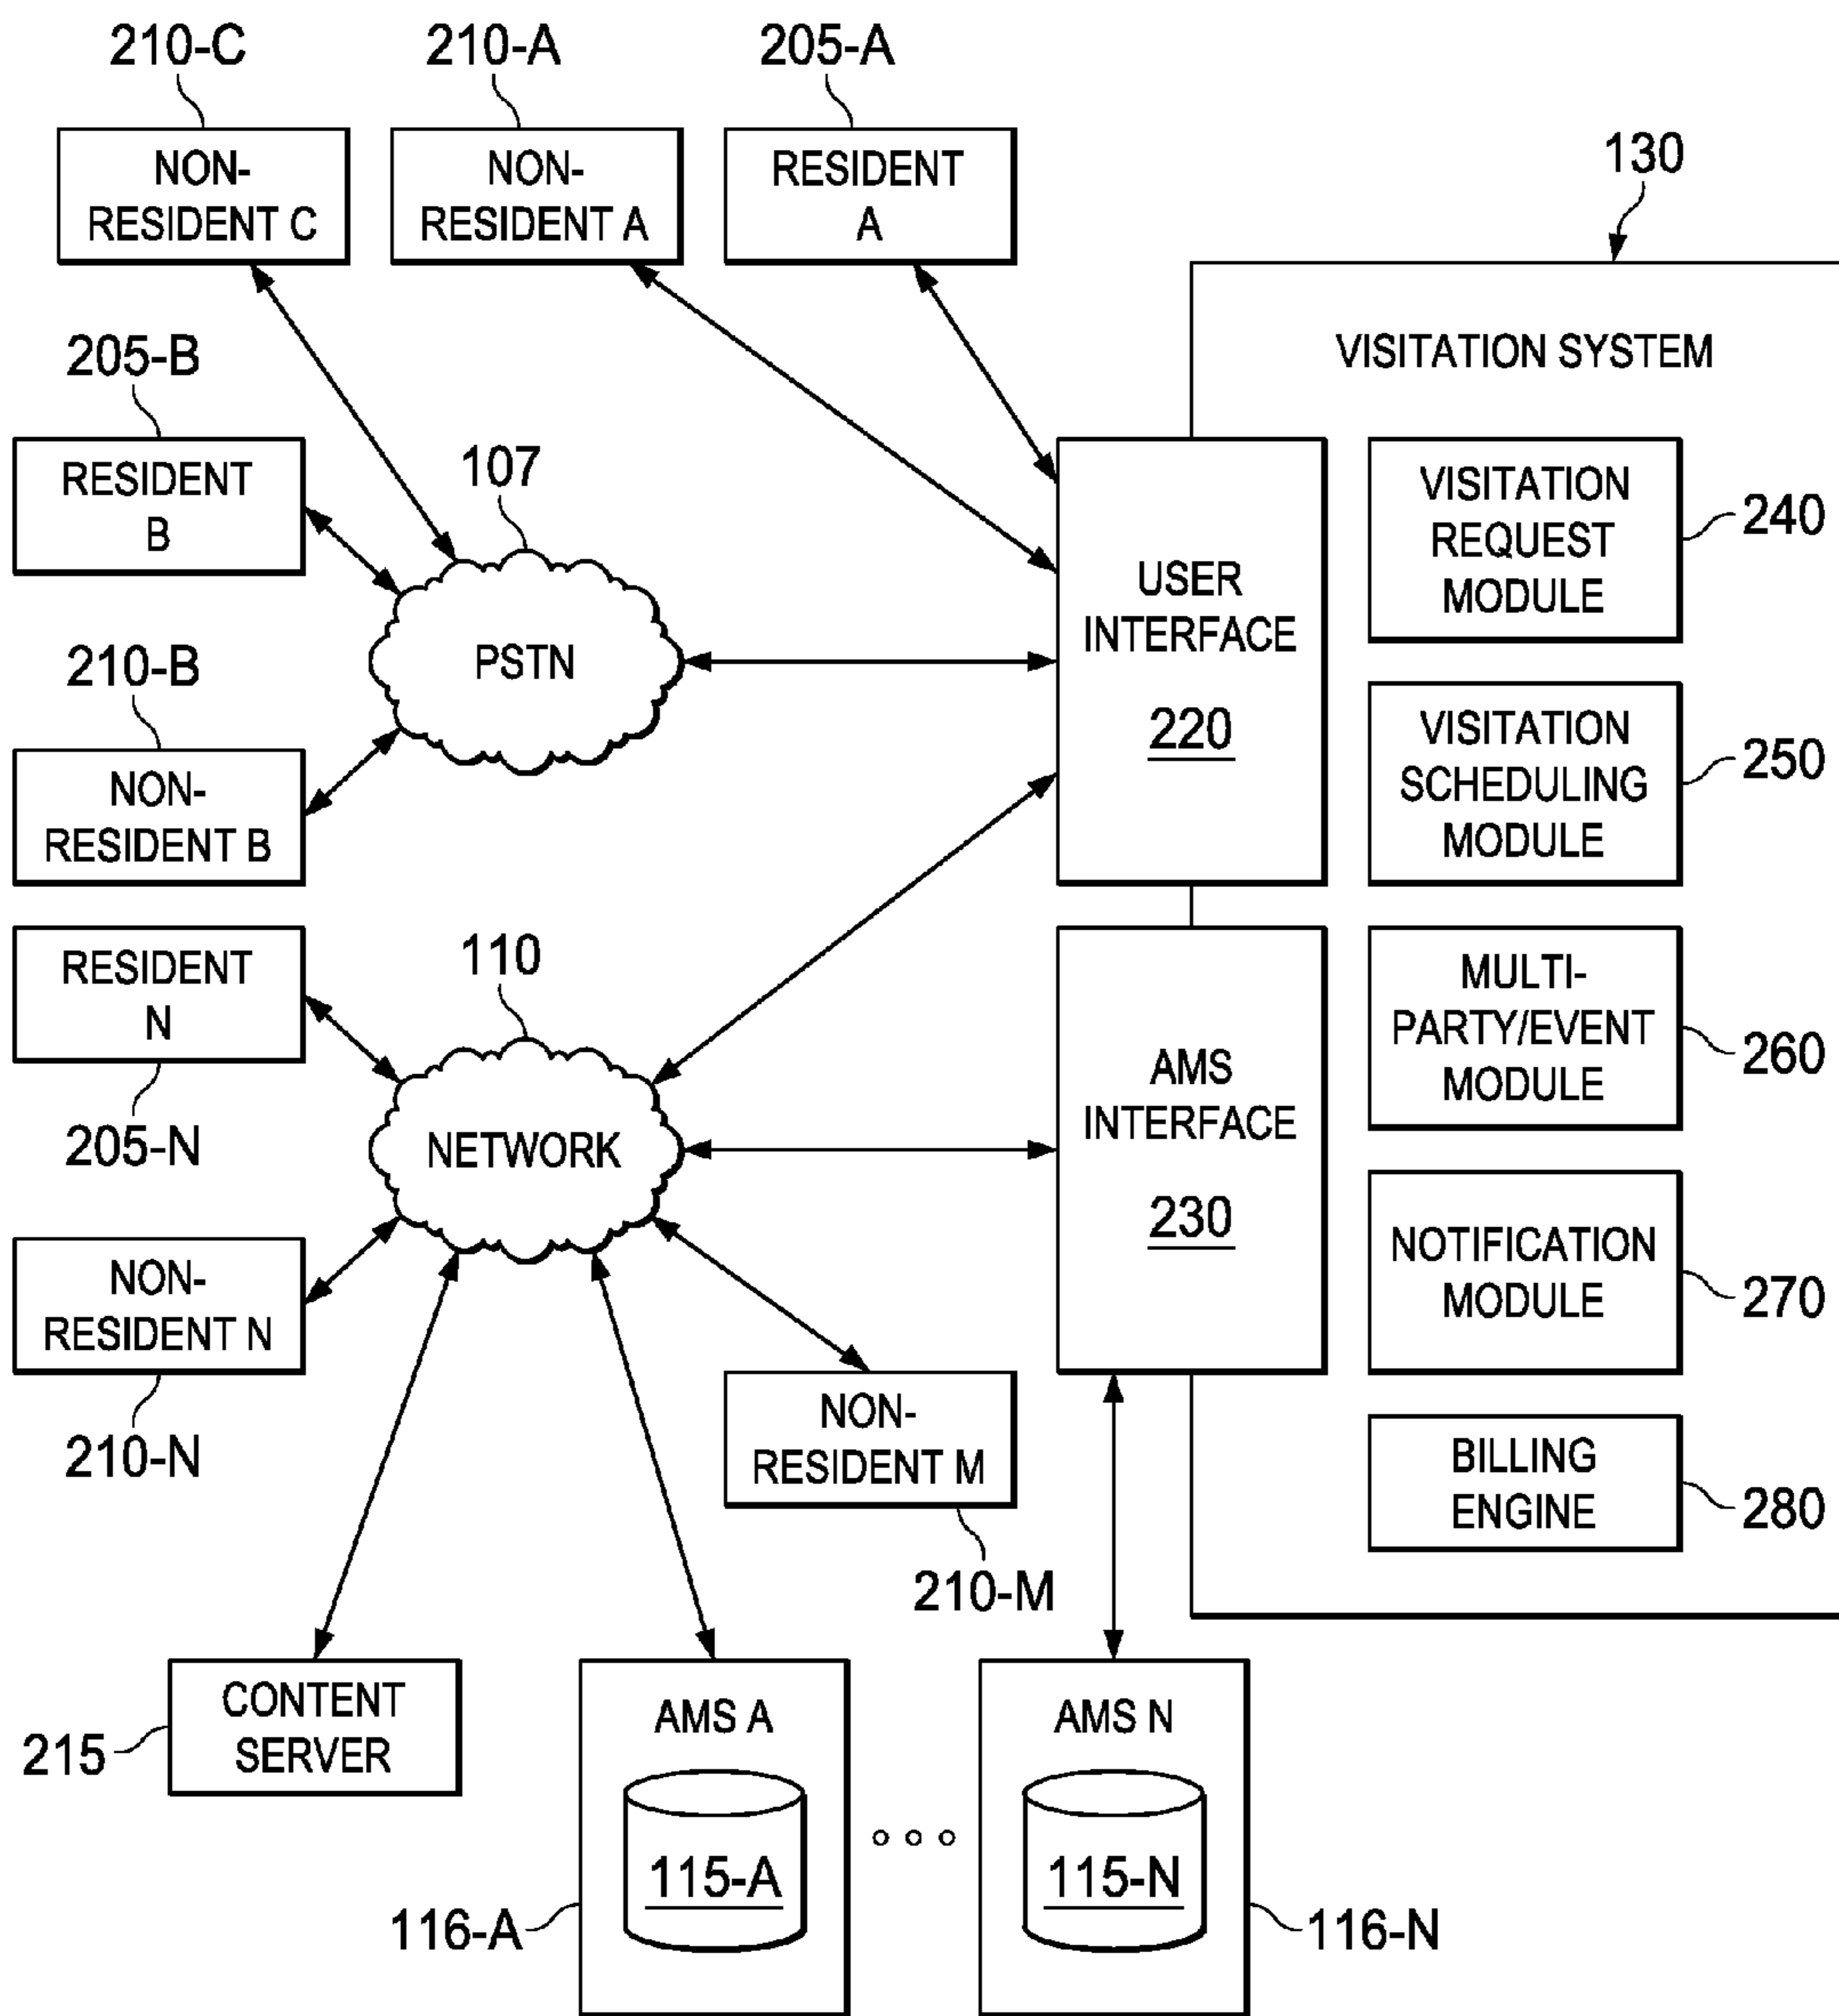 210-C
210-A
205-A
NON-
RESIDENT C
NON-
RESIDENT A
RESIDENT
A
130
VISITATION SYSTEM
205-B
RESIDENT
B
107
PSTN
210-B
NON-
RESIDENT B
USER
INTERFACE
220
VISITATION
REQUEST
MODULE
240
VISITATION
SCHEDULING
MODULE
250
RESIDENT
N
205-N
110
NETWORK
NON-
RESIDENT N
210-N
AMS
INTERFACE
230
MULTI-
PARTY/EVENT
MODULE
260
NOTIFICATION
MODULE
270
NON-
RESIDENT M
210-M
BILLING
ENGINE
280
CONTENT
SERVER
215
AMS A
115-A
116-A
AMS N
115-N
116-N